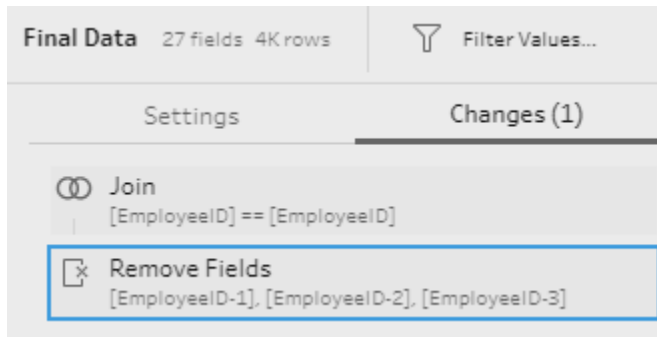 Final Data 27 fields 4K rows Filter Values...
Settings Changes (1)
Join
[EmployeeID] == [EmployeeID]
Remove Fields
[EmployeeID-1], [EmployeeID-2], [EmployeeID-3]